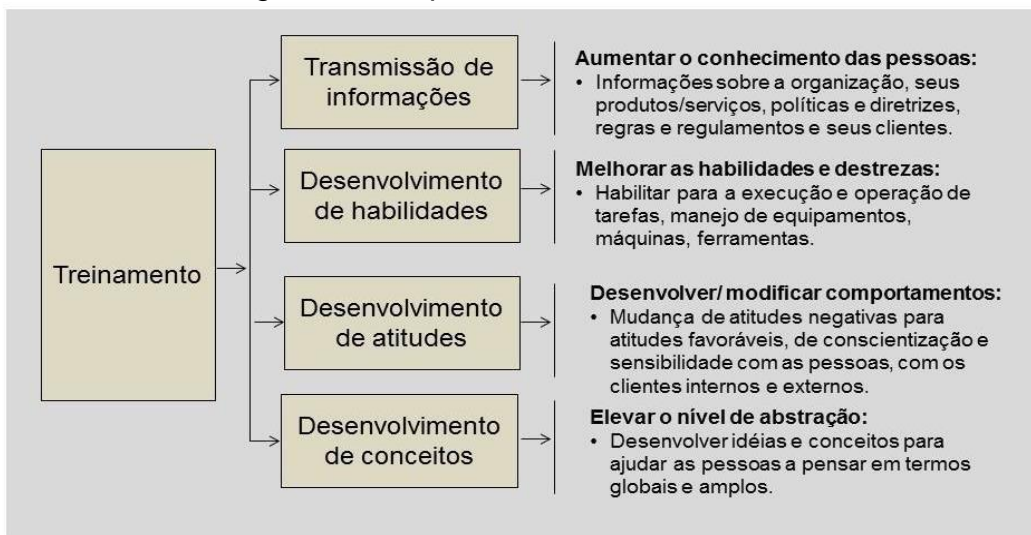 Treinamento
Transmissão de
informações
Aumentar o conhecimento das pessoas:
• Informações sobre a organização, seus
produtos/serviços, políticas e diretrizes,
regras e regulamentos e seus clientes.
Desenvolvimento
de habilidades
Melhorar as habilidades e destrezas:
• Habilitar para a execução e operação de
tarefas, manejo de equipamentos,
máquinas, ferramentas.
Desenvolvimento
de atitudes
Desenvolver/ modificar comportamentos:
• Mudança de atitudes negativas para
atitudes favoráveis, de conscientização e
sensibilidade com as pessoas, com os
clientes internos e externos.
Desenvolvimento
de conceitos
Elevar o nível de abstração:
• Desenvolver idéias e conceitos para
ajudar as pessoas a pensar em termos
globais e amplos.